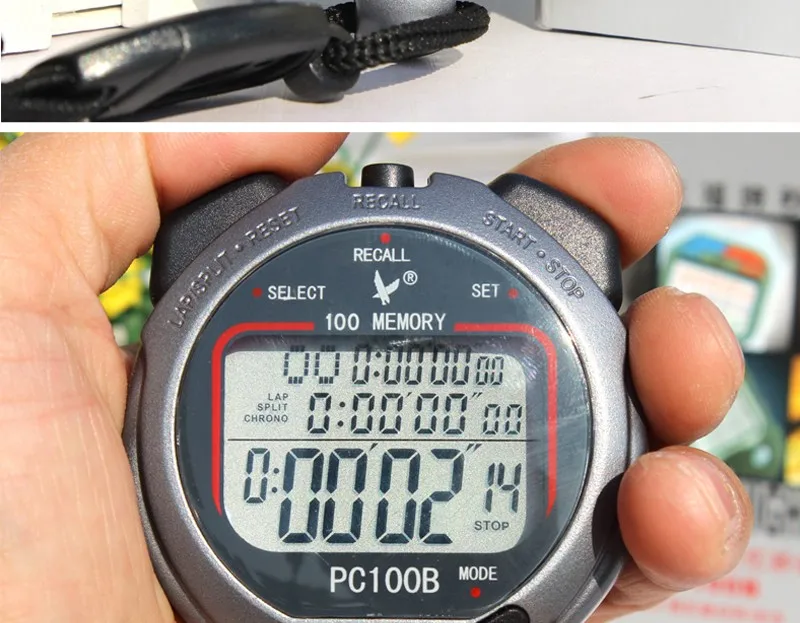 RECALL
LAP/SPLIT • RESET
START • STOP
RECALL
®
SELECT
SET
100 MEMORY
00 0:00'00"00
LAP
SPLIT
CHRONO
0:00'00"00
0:00'02"14
STOP
PC100B
MODE